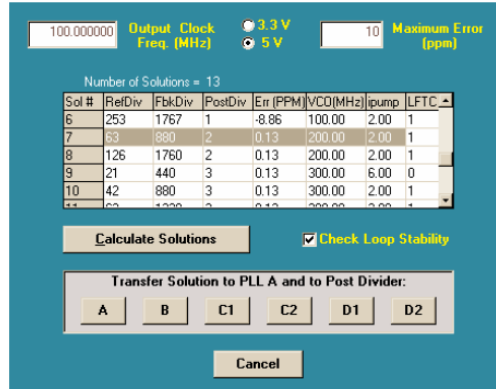 100.000000 Output Clock Freq. (MHz) 3.3 V 5 V 10 Maximum Error (ppm)
Number of Solutions = 13
Sol # RefDiv FbkDiv PostDiv Err (PPM) VCO(MHz) ipump LFTC
6 253 1767 1 -8.86 100.00 2.00 1
7 63 880 2 0.13 200.00 2.00 1
8 126 1760 2 0.13 200.00 2.00 1
9 21 440 3 0.13 300.00 6.00 0
10 42 880 3 0.13 300.00 2.00 1
Calculate Solutions Check Loop Stability
Transfer Solution to PLL A and to Post Divider:
A B C1 C2 D1 D2
Cancel